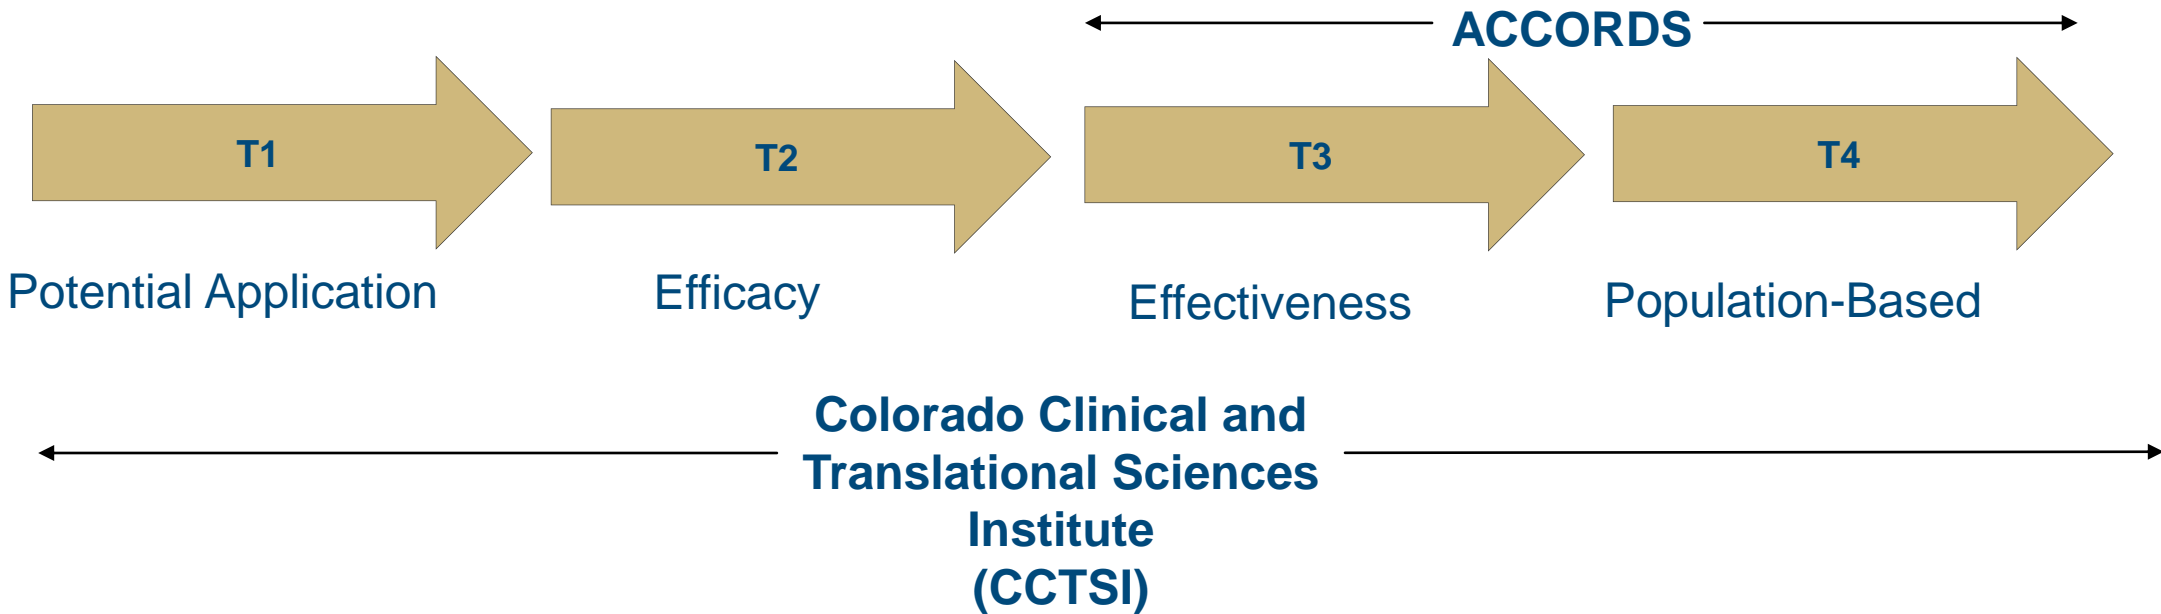 ACCORDS
T1
T2
T3
T4
Potential Application
Efficacy
Effectiveness
Population-Based
Colorado Clinical and
Translational Sciences
Institute
(CCTSI)